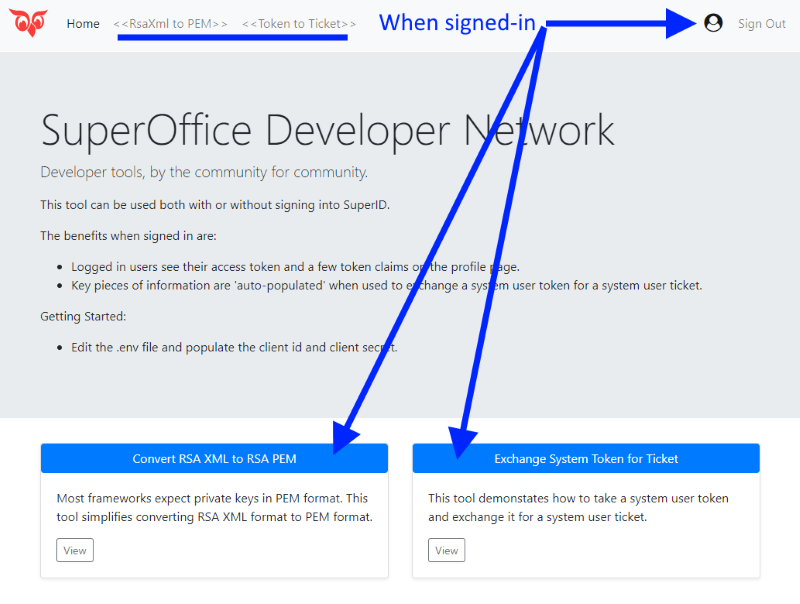 Home <<RsaXml to PEM>> <<Token to Ticket>> When signed-in Sign Out
SuperOffice Developer Network
Developer tools, by the community for community.
This tool can be used both with or without signing into SuperID.
The benefits when signed in are:
Logged in users see their access token and a few token claims on the profile page.
Key pieces of information are 'auto-populated' when used to exchange a system user token for a system user ticket.
Getting Started:
Edit the .env file and populate the client id and client secret.
Convert RSA XML to RSA PEM
Most frameworks expect private keys in PEM format. This
tool simplifies converting RSA XML format to PEM format.
View
Exchange System Token for Ticket
This tool demonstates how to take a system user token
and exchange it for a system user ticket.
View